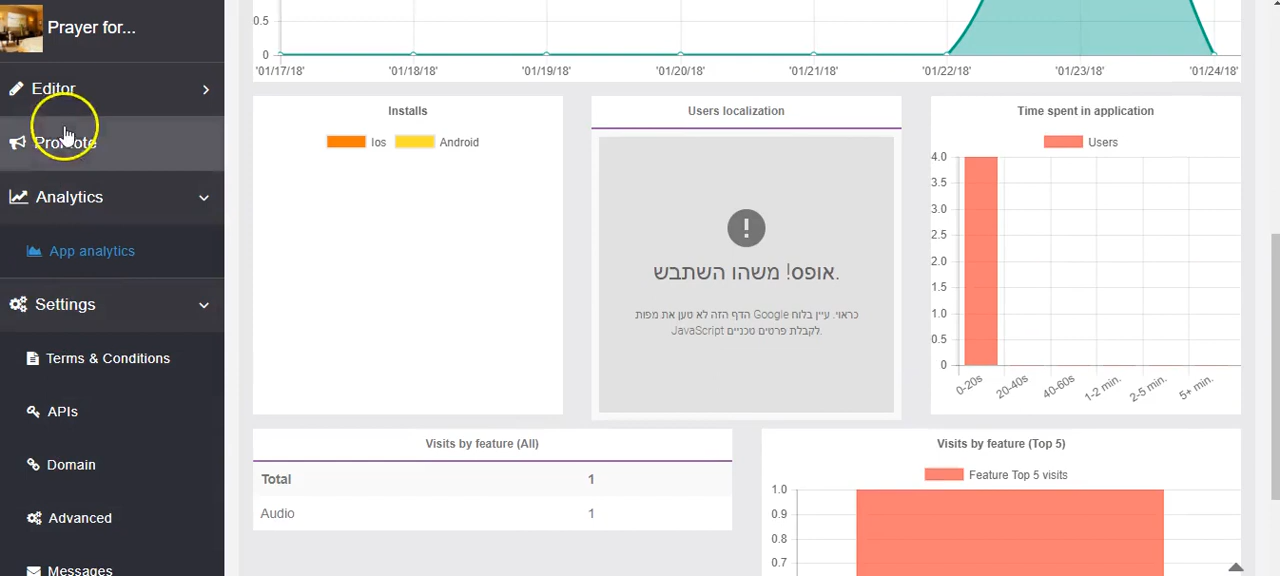 Prayer for...
Editor
Promote
Analytics
App analytics
Settings
Terms & Conditions
APIs
Domain
Advanced
Messages
0.5
0
'01/17/18' '01/18/18' '01/19/18' '01/20/18' '01/21/18' '01/22/18' '01/23/18' '01/24/18'
Installs
Ios Android
Users localization
!
אופס! משהו השתבש.
הדף הזה לא טען את מפות Google כראוי. עיין בלוח
JavaScript לקבלת פרטים טכניים.
Time spent in application
Users
4.0
3.5
3.0
2.5
2.0
1.5
1.0
0.5
0
0-20s 20-40s 40-60s 1-2 min. 2-5 min. 5+ min.
Visits by feature (All)
Total 1
Audio 1
Visits by feature (Top 5)
Feature Top 5 visits
1.0
0.9
0.8
0.7